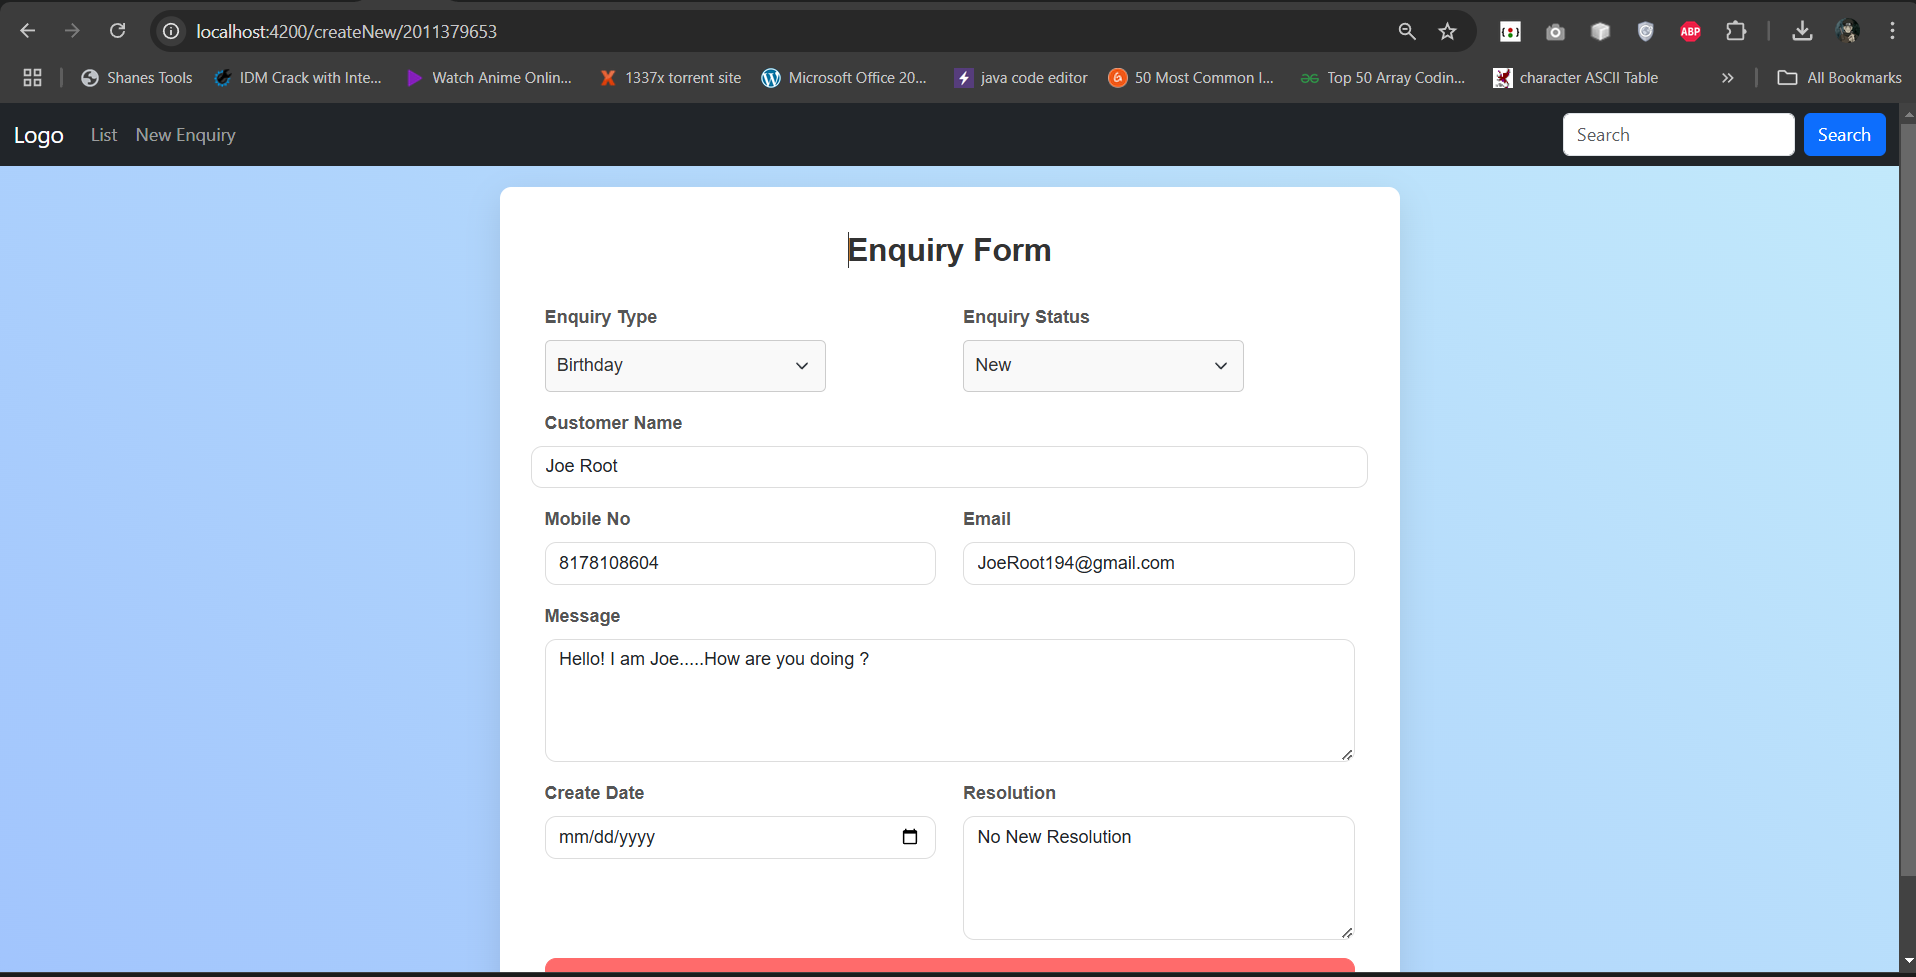 localhost:4200/createNew/2011379653
ABP
Shanes Tools IDM Crack with Inte... Watch Anime Onlin... 1337x torrent site Microsoft Office 20... java code editor 50 Most Common I... Top 50 Array Codin... character ASCII Table All Bookmarks
Logo List New Enquiry Search Search
Enquiry Form
Enquiry Type Enquiry Status
Birthday New
Customer Name
Joe Root
Mobile No Email
8178108604 JoeRoot194@gmail.com
Message
Hello! I am Joe.....How are you doing ?
Create Date Resolution
mm/dd/yyyy No New Resolution